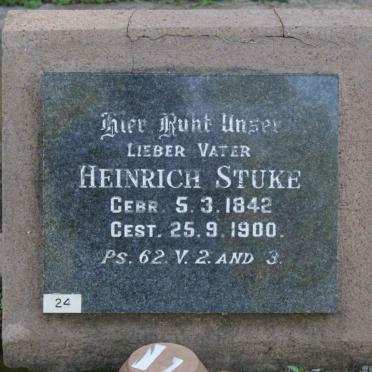 Hier Ruht Unser
LIEBER VATER
HEINRICH STUKE
GEBR. 5.3.1842
GEST. 25.9.1900.
PS. 62. V. 2. AND 3.
24